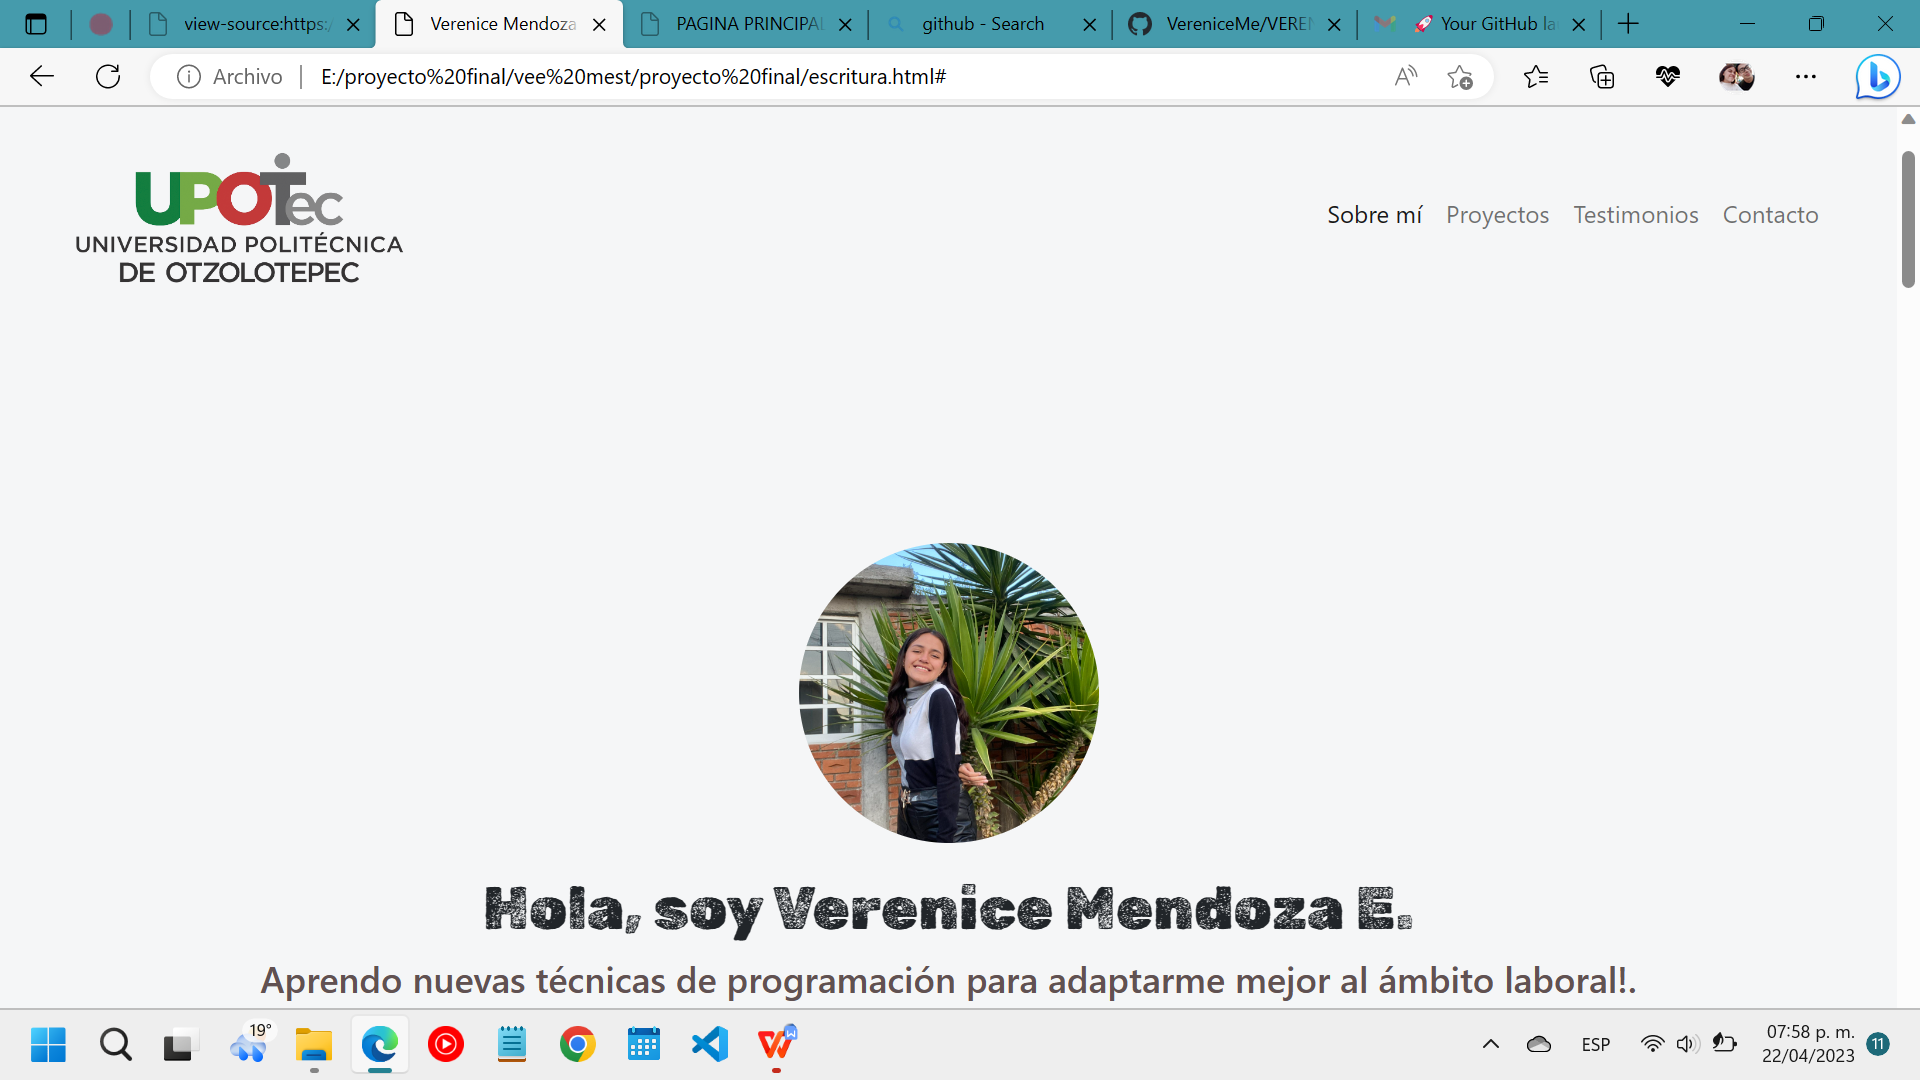 view-source:https:/
Verenice Mendoza
PAGINA PRINCIPAL
github - Search
VereniceMe/VEREN
🚀 Your GitHub la
Archivo
E:/proyecto%20final/vee%20mest/proyecto%20final/escritura.html#
UPOTec
UNIVERSIDAD POLITÉCNICA
DE OTZOLOTEPEC
Sobre mí Proyectos Testimonios Contacto
Hola, soy Verenice Mendoza E.
Aprendo nuevas técnicas de programación para adaptarme mejor al ámbito laboral!.
19°
ESP
07:58 p. m.
22/04/2023
11